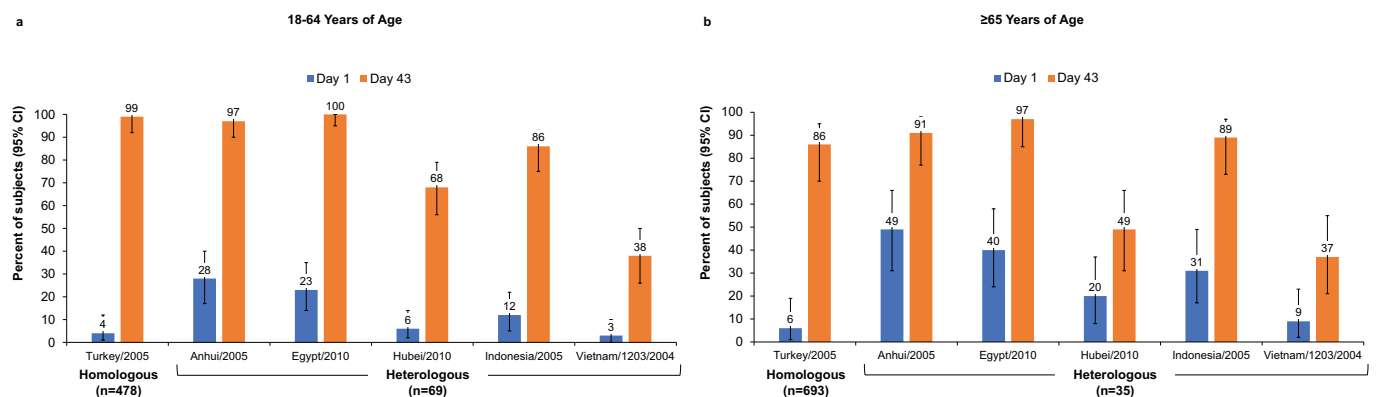 a
18-64 Years of Age
Day 1 Day 43
Percent of subjects (95% CI)
100
90
80
70
60
50
40
30
20
10
0
4 99 28 97 23 100 6 68 12 86 3 38
Turkey/2005 Anhui/2005 Egypt/2010 Hubei/2010 Indonesia/2005 Vietnam/1203/2004
Homologous Heterologous
(n=478) (n=69)
b
≥65 Years of Age
Day 1 Day 43
Percent of subjects (95% CI)
100
90
80
70
60
50
40
30
20
10
0
6 86 49 91 40 97 20 49 31 89 9 37
Turkey/2005 Anhui/2005 Egypt/2010 Hubei/2010 Indonesia/2005 Vietnam/1203/2004
Homologous Heterologous
(n=693) (n=35)